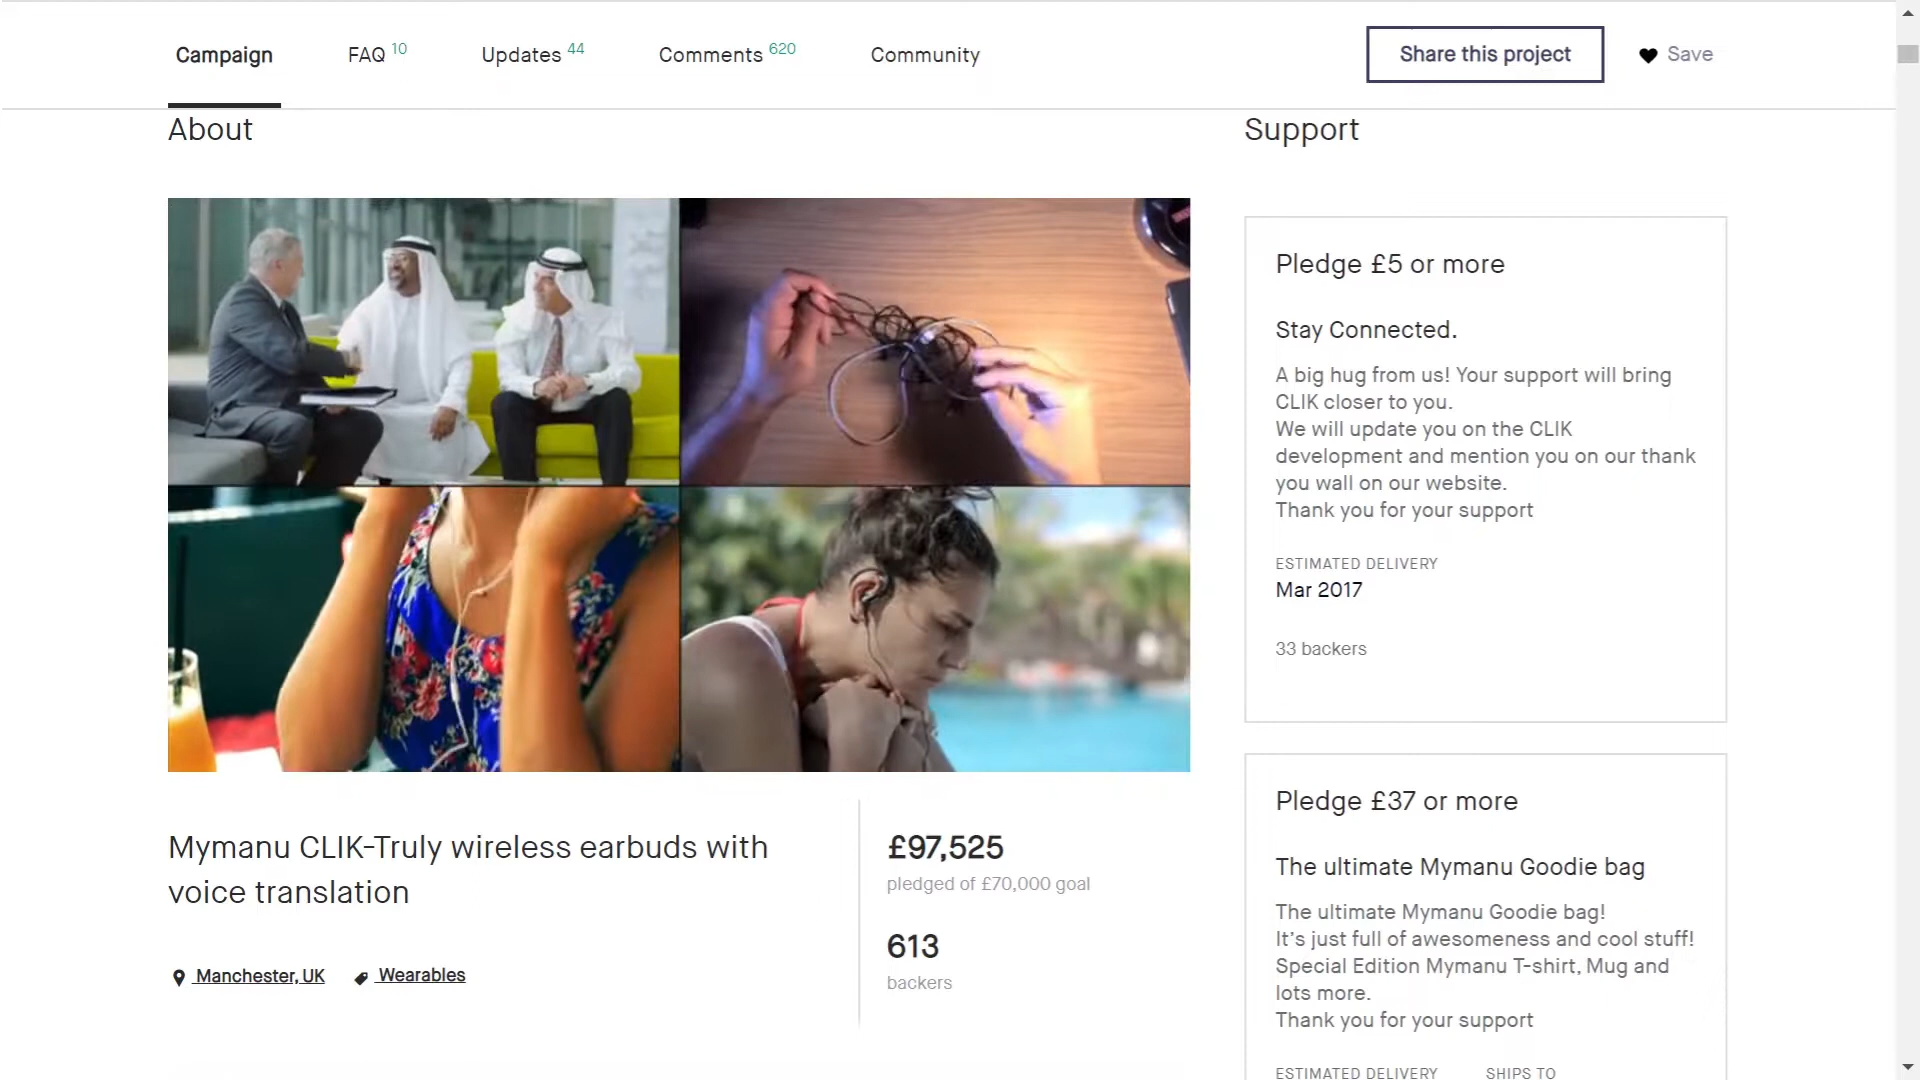 Campaign
FAQ 10
Updates 44
Comments 620
Community
Share this project
Save
About
Support
Pledge £5 or more
Stay Connected.
A big hug from us! Your support will bring
CLIK closer to you.
We will update you on the CLIK
development and mention you on our thank
you wall on our website.
Thank you for your support
ESTIMATED DELIVERY
Mar 2017
33 backers
Mymanu CLIK-Truly wireless earbuds with
voice translation
Manchester, UK
Wearables
£97,525
pledged of £70,000 goal
613
backers
Pledge £37 or more
The ultimate Mymanu Goodie bag
The ultimate Mymanu Goodie bag!
It's just full of awesomeness and cool stuff!
Special Edition Mymanu T-shirt, Mug and
lots more.
Thank you for your support
ESTIMATED DELIVERY
SHIPS TO